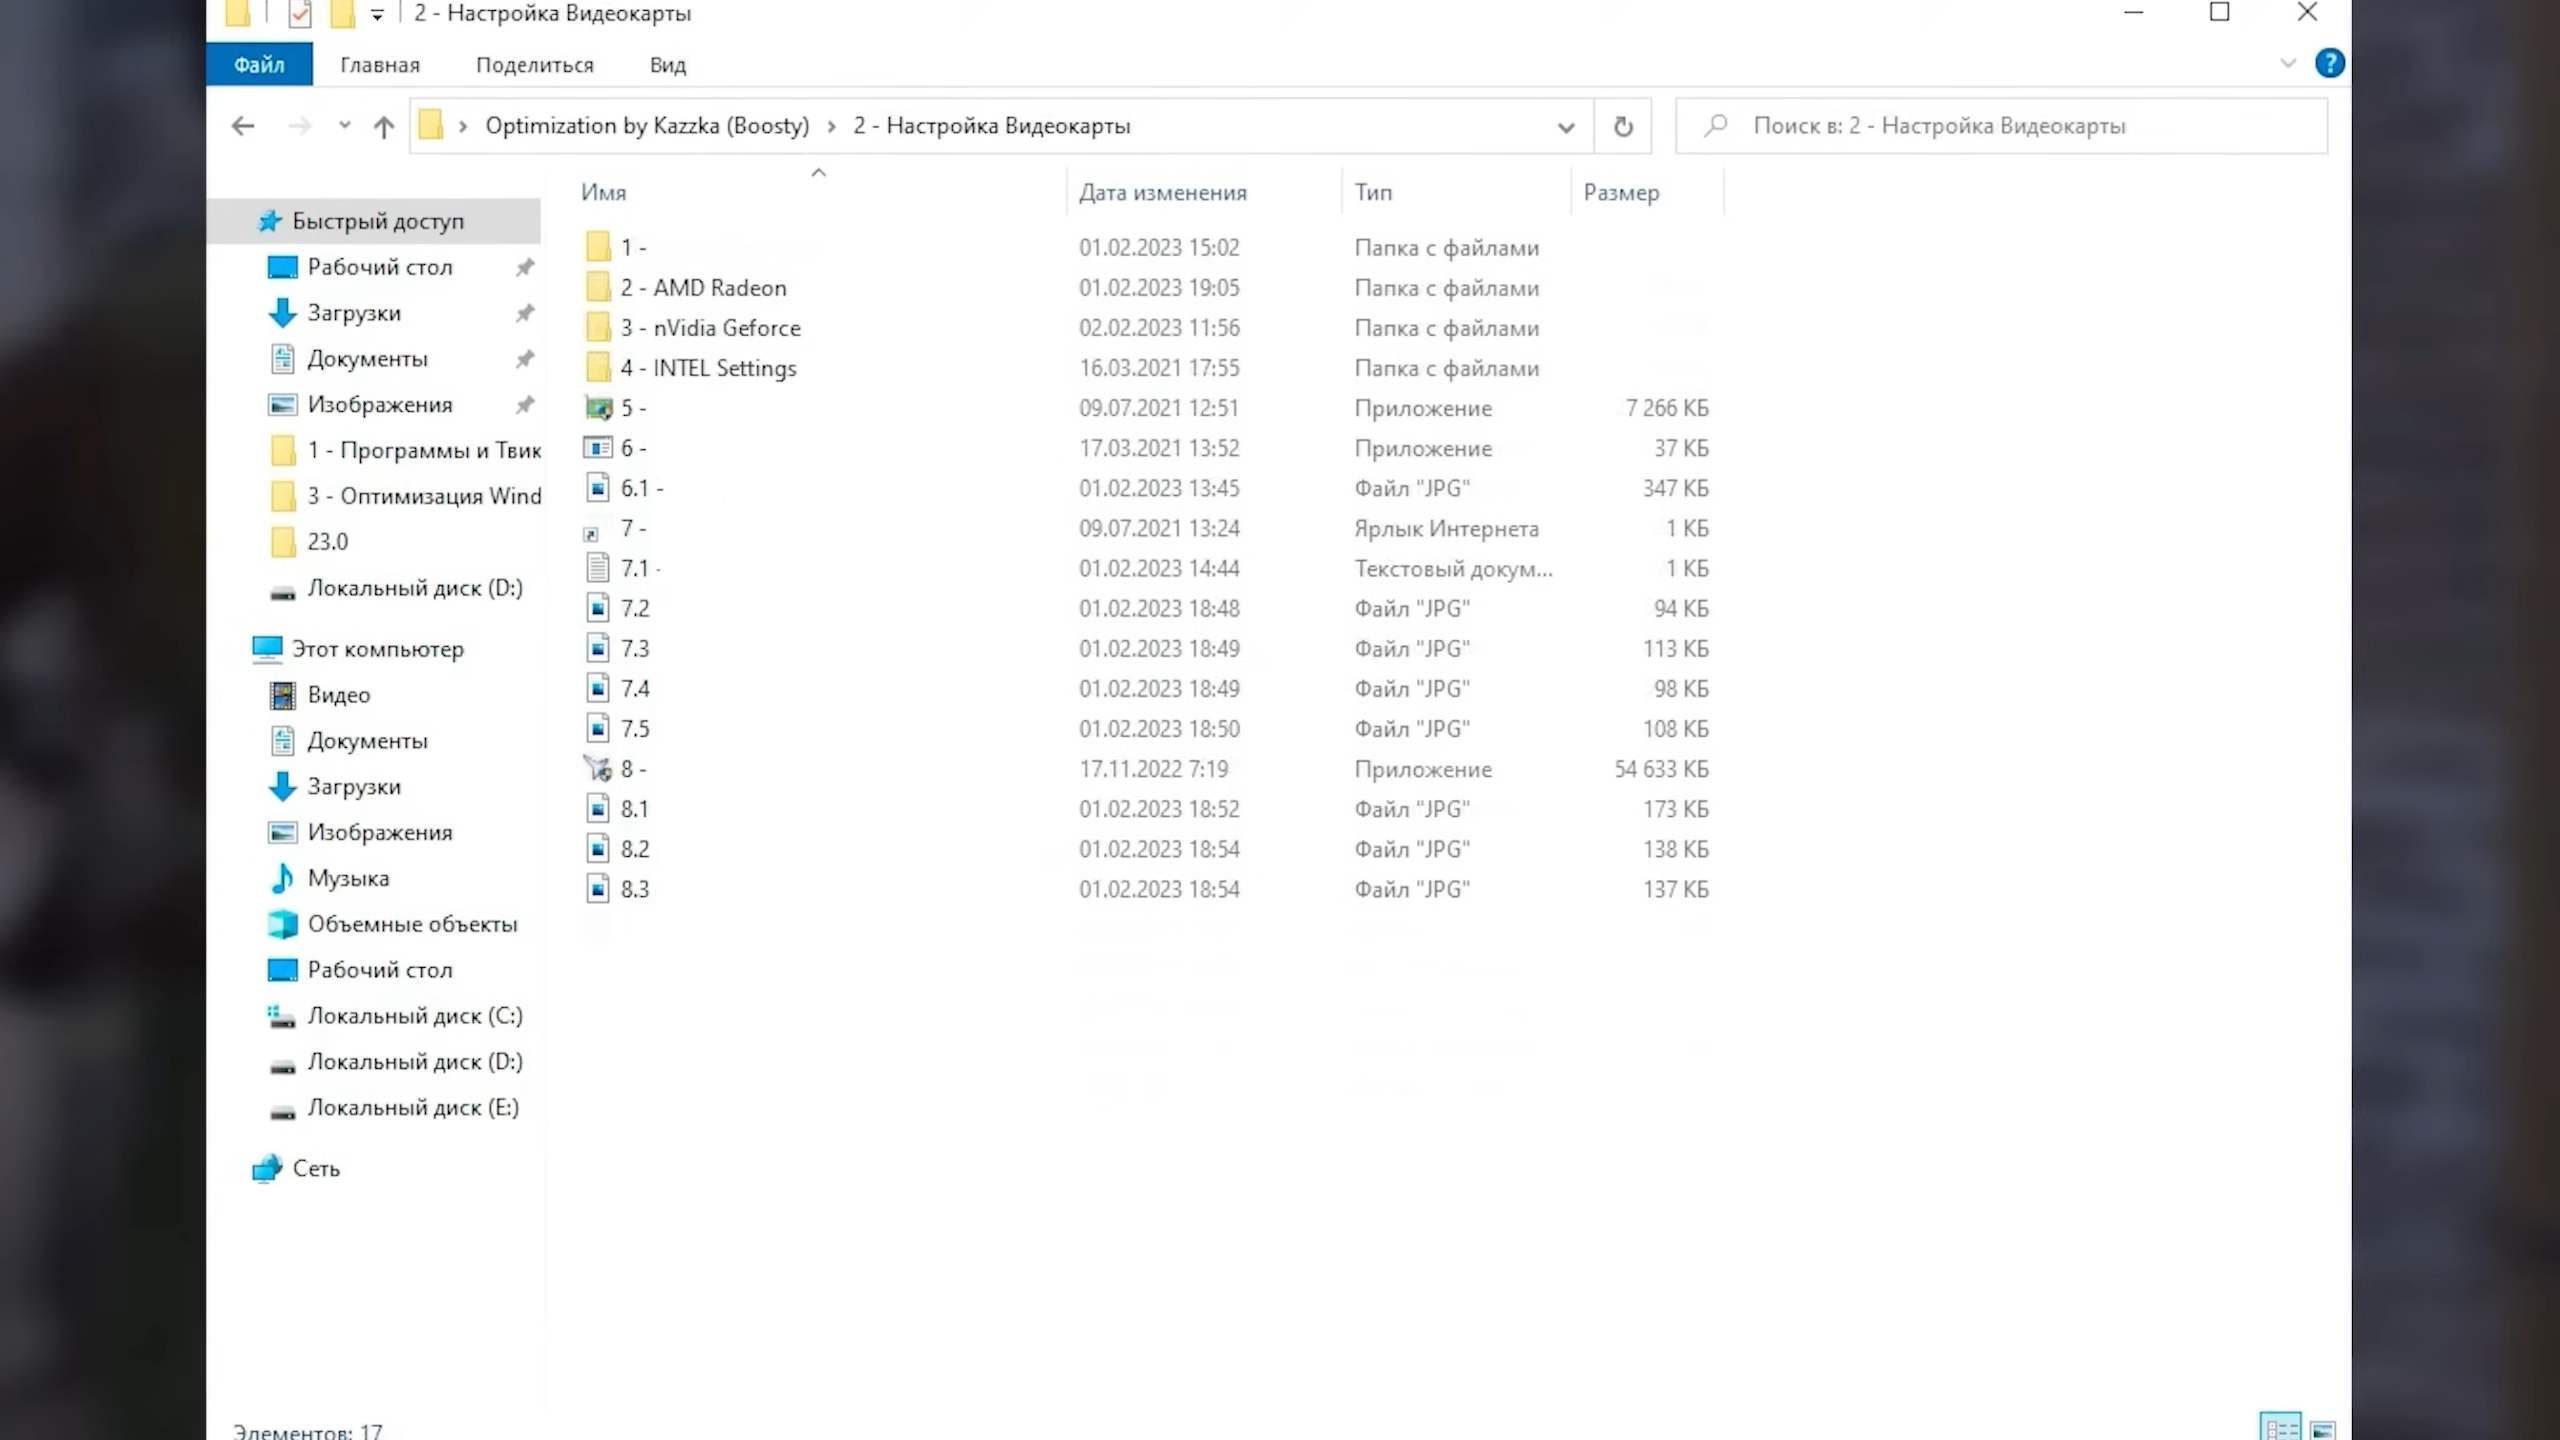 2 - Настройка Видеокарты
Файл Главная Поделиться Вид
Optimization by Kazzka (Boosty) 2 - Настройка Видеокарты
Поиск в: 2 - Настройка Видеокарты
Имя Дата изменения Тип Размер
Быстрый доступ
Рабочий стол
Загрузки
Документы
Изображения
1 - Программы и Твик
3 - Оптимизация Wind
23.0
Локальный диск (D:)
Этот компьютер
Видео
Документы
Загрузки
Изображения
Музыка
Объемные объекты
Рабочий стол
Локальный диск (C:)
Локальный диск (D:)
Локальный диск (E:)
Сеть
1 - 01.02.2023 15:02 Папка с файлами
2 - AMD Radeon 01.02.2023 19:05 Папка с файлами
3 - nVidia Geforce 02.02.2023 11:56 Папка с файлами
4 - INTEL Settings 16.03.2021 17:55 Папка с файлами
5 - 09.07.2021 12:51 Приложение 7 266 КБ
6 - 17.03.2021 13:52 Приложение 37 КБ
6.1 - 01.02.2023 13:45 Файл "JPG" 347 КБ
7 - 09.07.2021 13:24 Ярлык Интернета 1 КБ
7.1 - 01.02.2023 14:44 Текстовый докум... 1 КБ
7.2 01.02.2023 18:48 Файл "JPG" 94 КБ
7.3 01.02.2023 18:49 Файл "JPG" 113 КБ
7.4 01.02.2023 18:49 Файл "JPG" 98 КБ
7.5 01.02.2023 18:50 Файл "JPG" 108 КБ
8 - 17.11.2022 7:19 Приложение 54 633 КБ
8.1 01.02.2023 18:52 Файл "JPG" 173 КБ
8.2 01.02.2023 18:54 Файл "JPG" 138 КБ
8.3 01.02.2023 18:54 Файл "JPG" 137 КБ
Элементов: 17